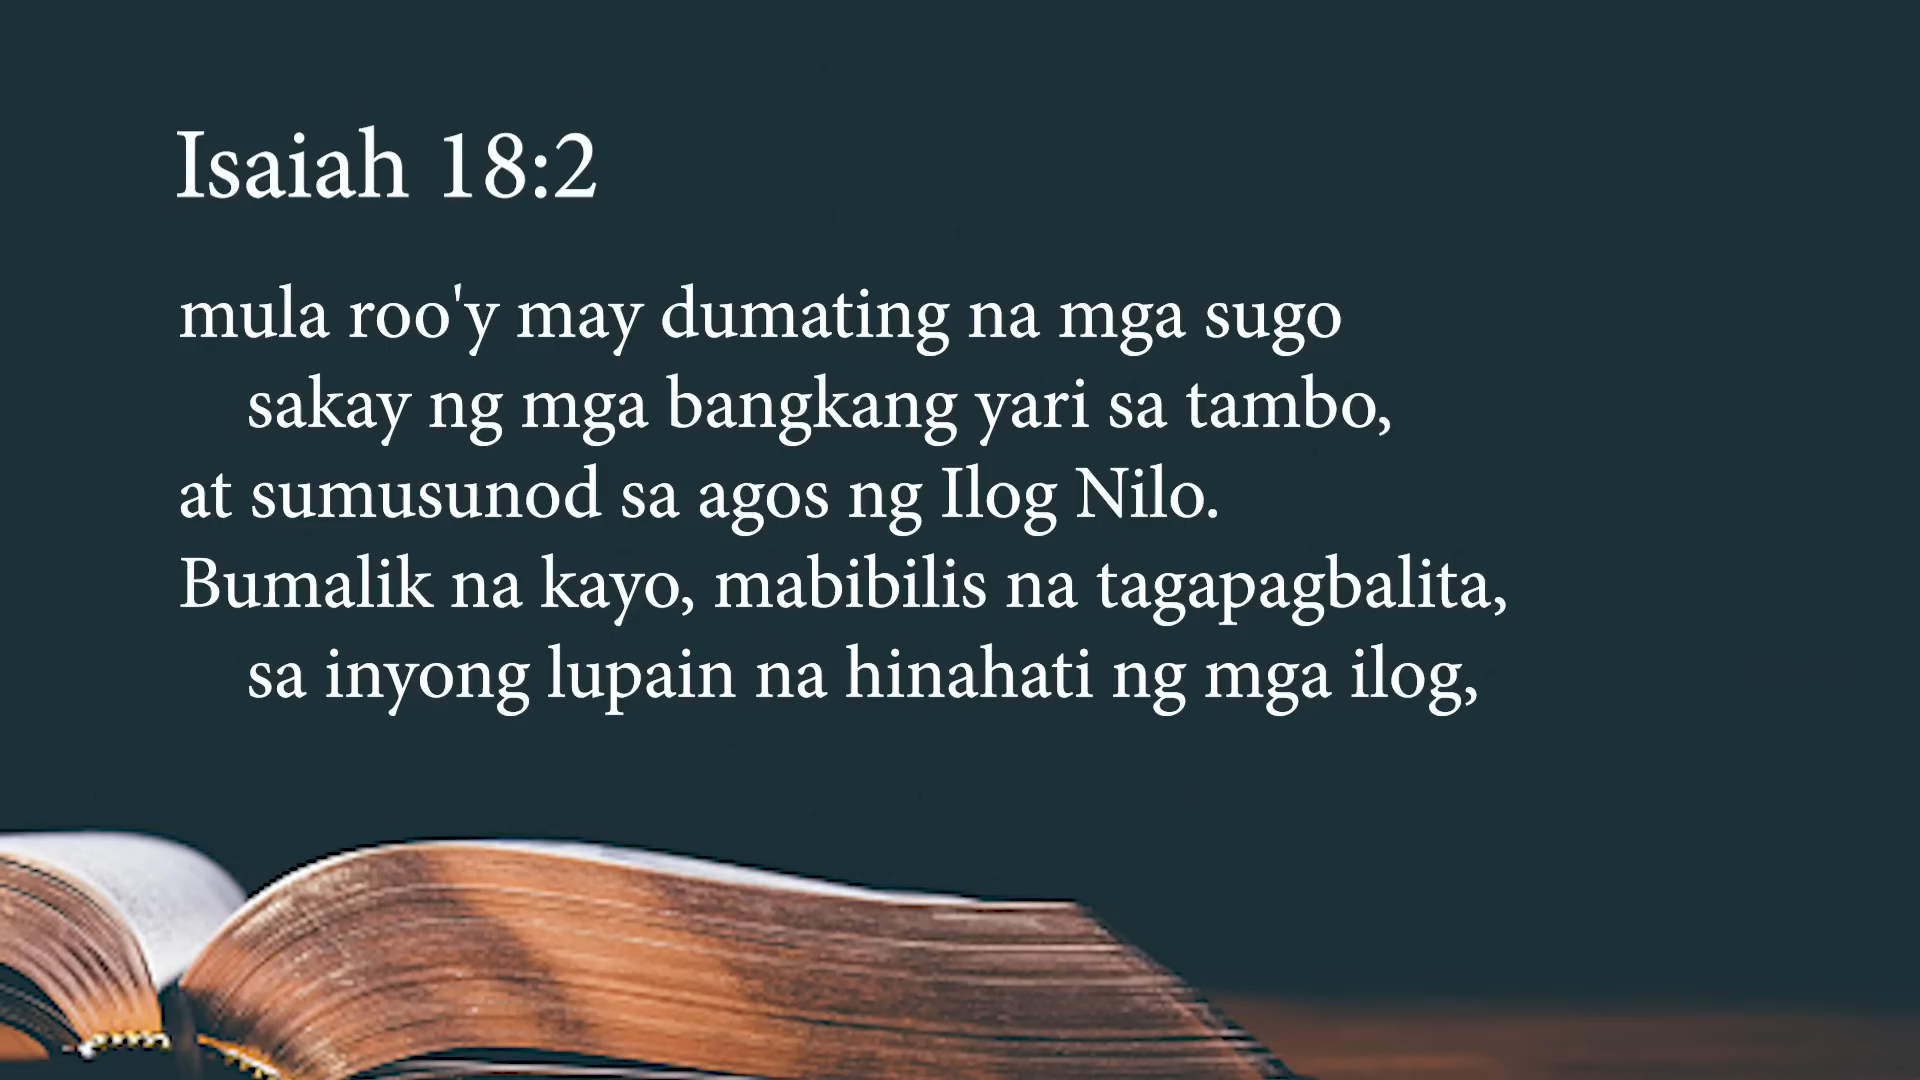 Isaiah 18:2
mula roo'y may dumating na mga sugo
sakay ng mga bangkang yari sa tambo,
at sumusunod sa agos ng Ilog Nilo.
Bumalik na kayo, mabibilis na tagapagbalita,
sa inyong lupain na hinahati ng mga ilog,